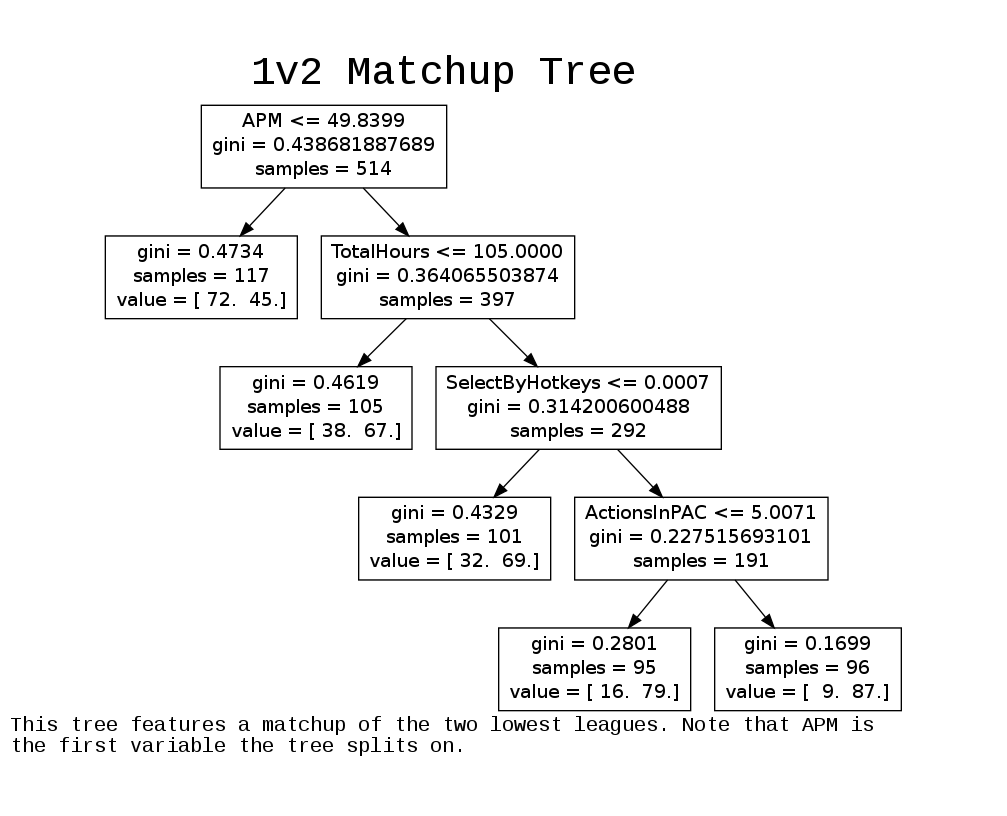 1v2 Matchup Tree
APM <= 49.8399
gini = 0.438681887689
samples = 514
gini = 0.4734
samples = 117
value = [ 72.  45.]
TotalHours <= 105.0000
gini = 0.364065503874
samples = 397
gini = 0.4619
samples = 105
value = [ 38.  67.]
SelectByHotkeys <= 0.0007
gini = 0.314200600488
samples = 292
gini = 0.4329
samples = 101
value = [ 32.  69.]
ActionsInPAC <= 5.0071
gini = 0.227515693101
samples = 191
gini = 0.2801
samples = 95
value = [ 16.  79.]
gini = 0.1699
samples = 96
value = [  9.  87.]
This tree features a matchup of the two lowest leagues. Note that APM is
the first variable the tree splits on.